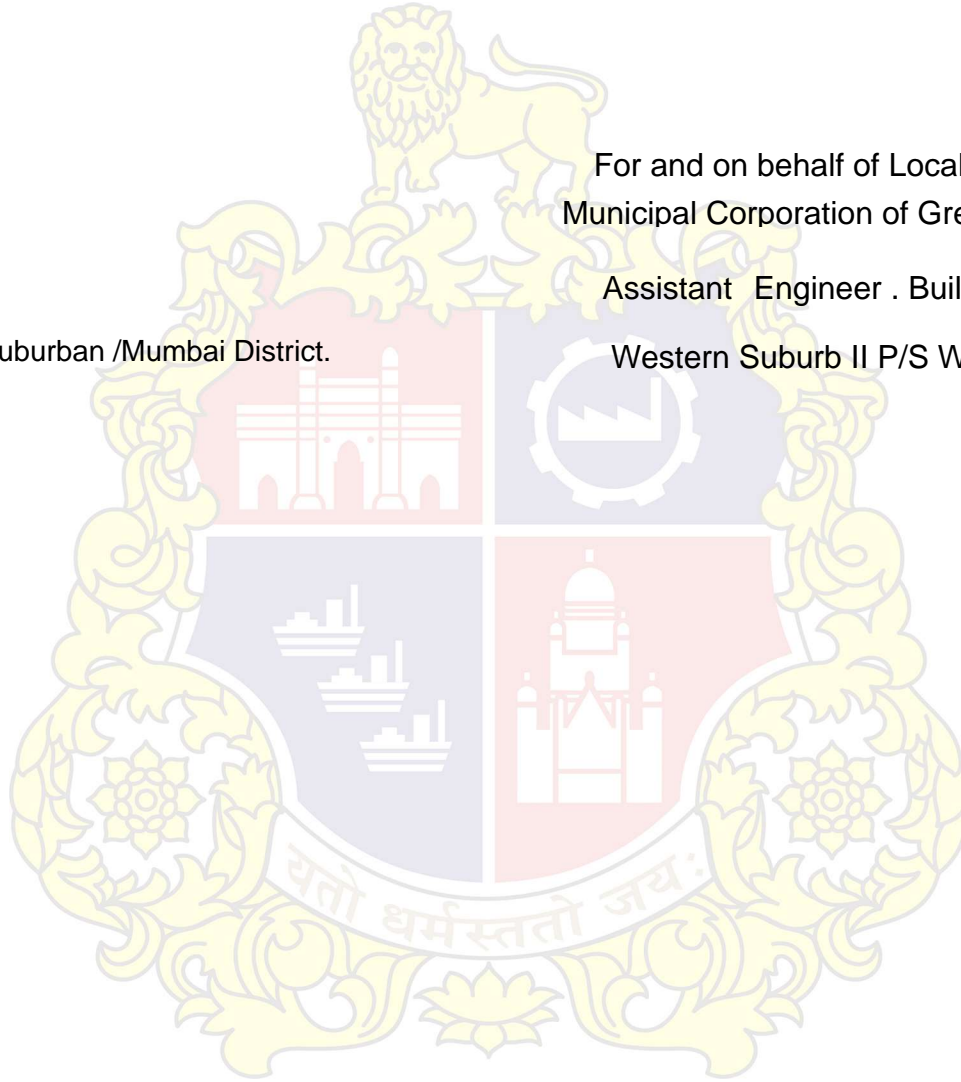 For and on behalf of Local
Municipal Corporation of Gre
Assistant Engineer . Buil
uburban /Mumbai District.
Western Suburb II P/S W
यतो धर्मस्ततो जय: